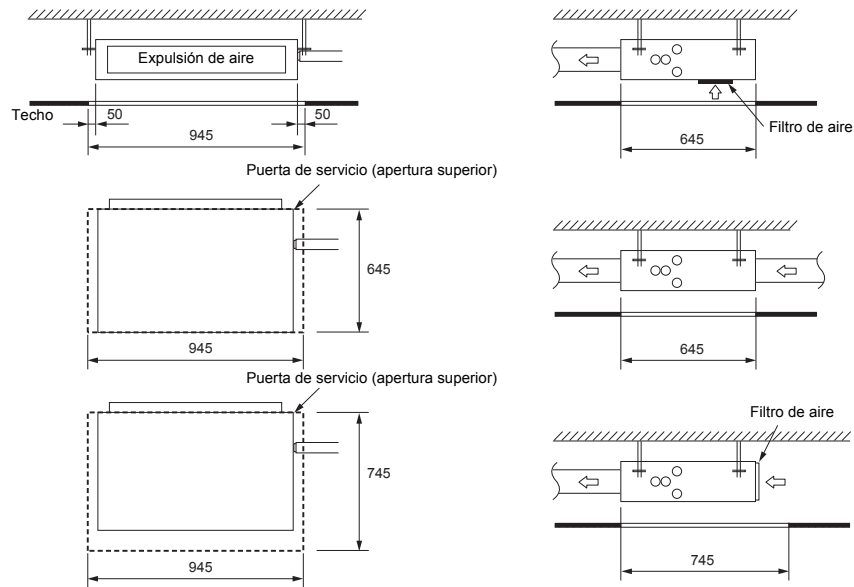 Expulsión de aire
Techo
50
50
945
Filtro de aire
645
Puerta de servicio (apertura superior)
645
945
645
Puerta de servicio (apertura superior)
745
945
Filtro de aire
745